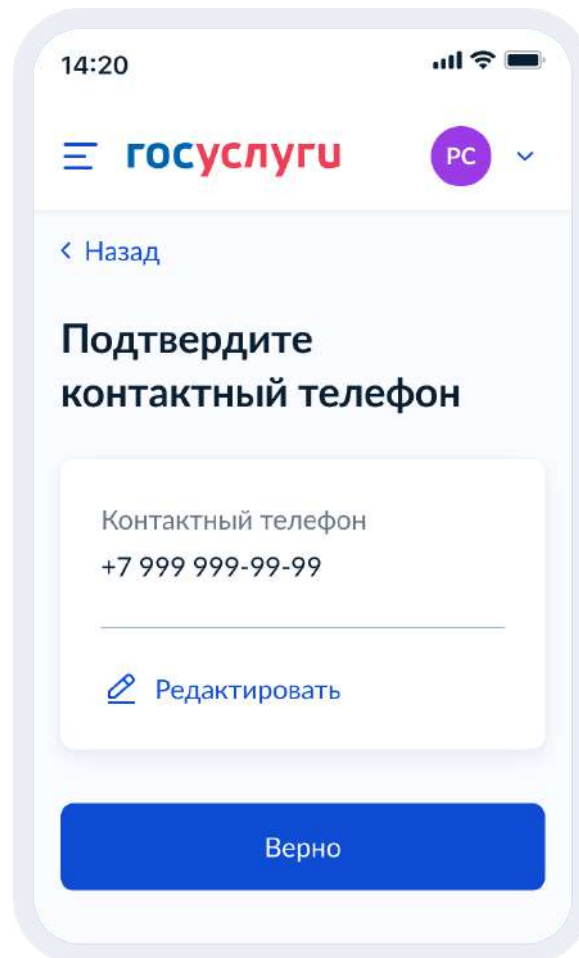 14:20
госуслуги
РС
Назад
Подтвердите
контактный телефон
Контактный телефон
+7 999 999-99-99
Редактировать
Верно